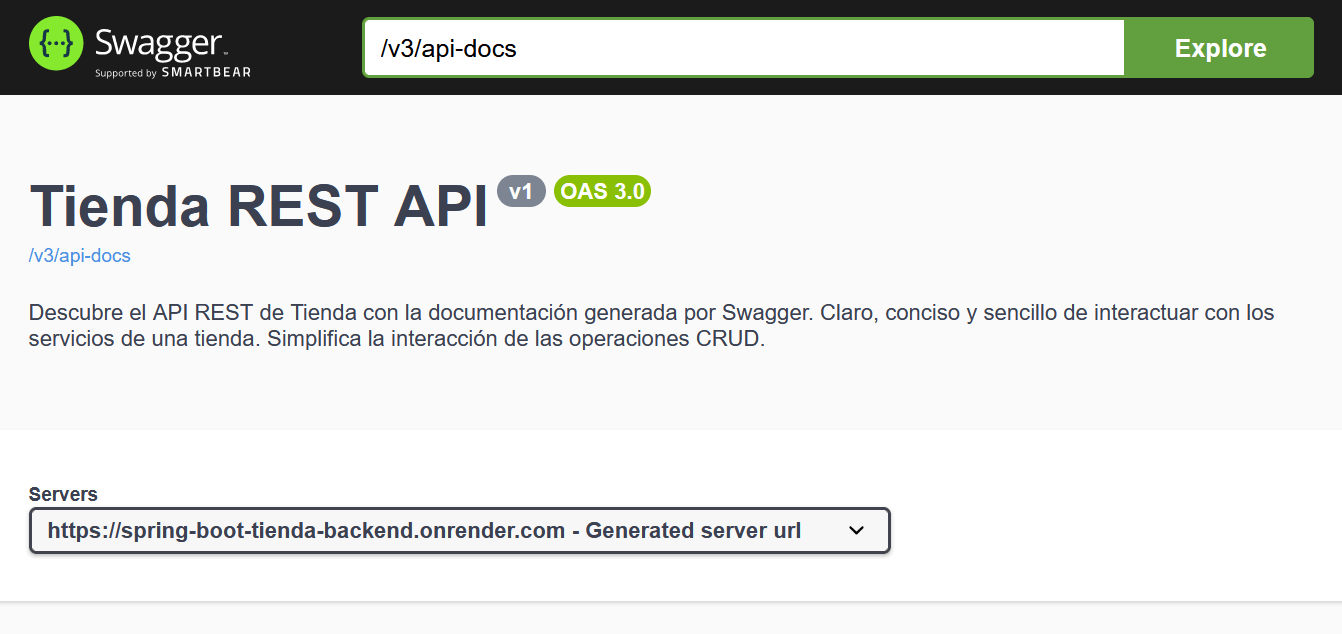 {···} Swagger™
Supported by SMARTBEAR
/v3/api-docs
Explore
Tienda REST API v1 OAS 3.0
/v3/api-docs
Descubre el API REST de Tienda con la documentación generada por Swagger. Claro, conciso y sencillo de interactuar con los
servicios de una tienda. Simplifica la interacción de las operaciones CRUD.
Servers
https://spring-boot-tienda-backend.onrender.com - Generated server url